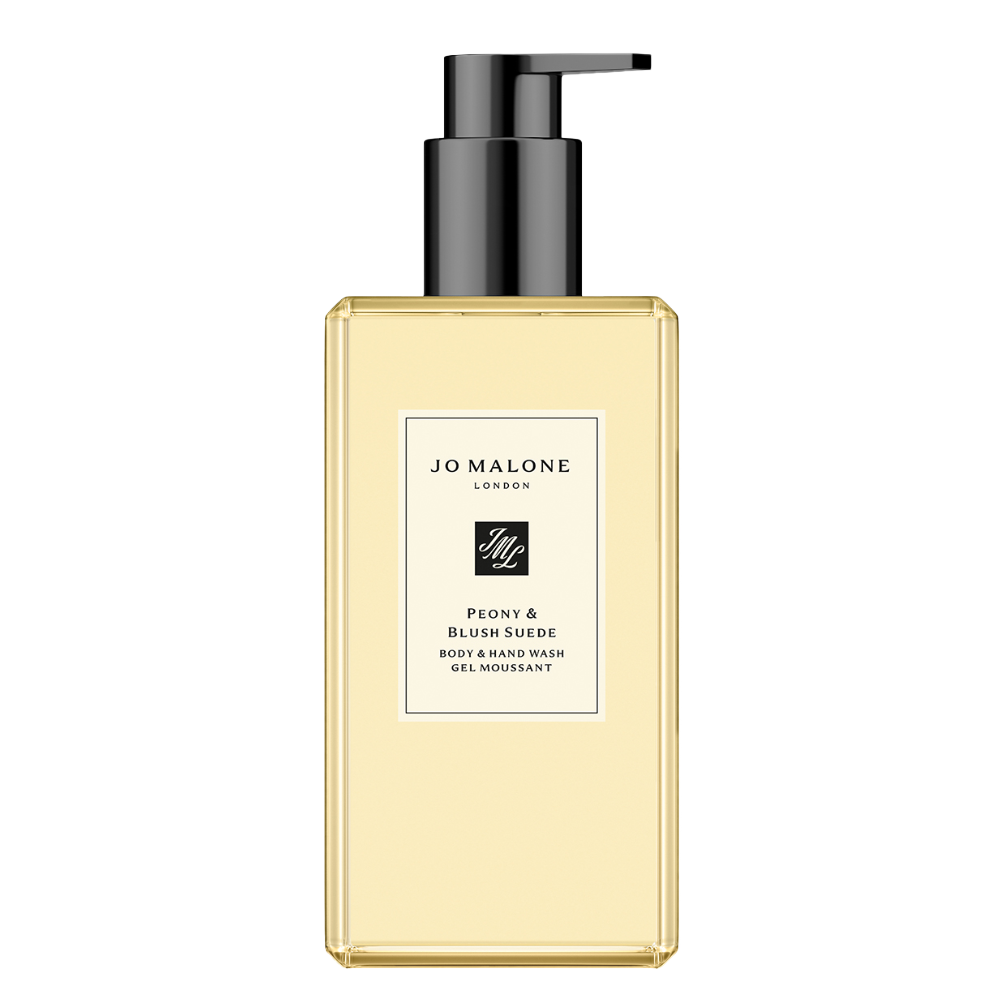 JO MALONE
LONDON
JML
PEONY &
BLUSH SUEDE
BODY & HAND WASH
GEL MOUSSANT